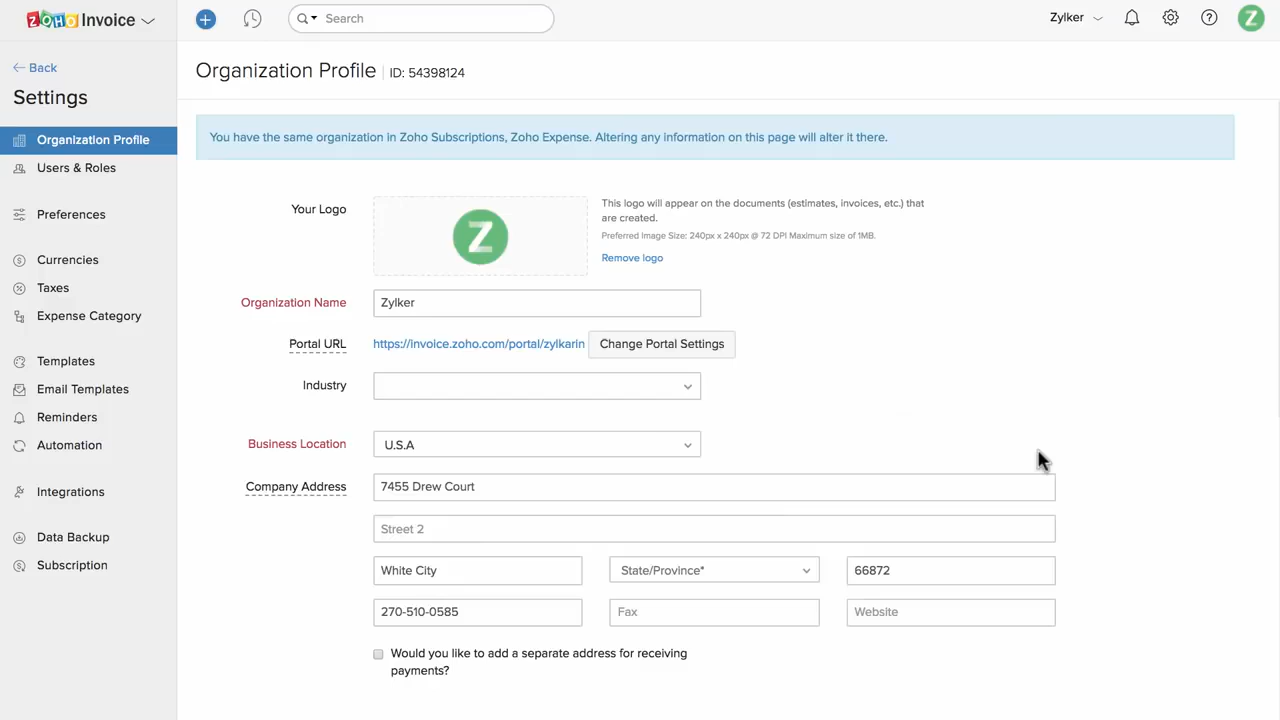 ZOHO Invoice
Search
Zylker
Z
Back
Settings
Organization Profile
Users & Roles
Preferences
Currencies
Taxes
Expense Category
Templates
Email Templates
Reminders
Automation
Integrations
Data Backup
Subscription
Organization Profile ID: 54398124
You have the same organization in Zoho Subscriptions, Zoho Expense. Altering any information on this page will alter it there.
Your Logo
Z
This logo will appear on the documents (estimates, invoices, etc.) that
are created.
Preferred Image Size: 240px x 240px @ 72 DPI Maximum size of 1MB.
Remove logo
Organization Name
Zylker
Portal URL
https://invoice.zoho.com/portal/zylkarin
Change Portal Settings
Industry
Business Location
U.S.A
Company Address
7455 Drew Court
Street 2
White City
State/Province*
66872
270-510-0585
Fax
Website
Would you like to add a separate address for receiving
payments?